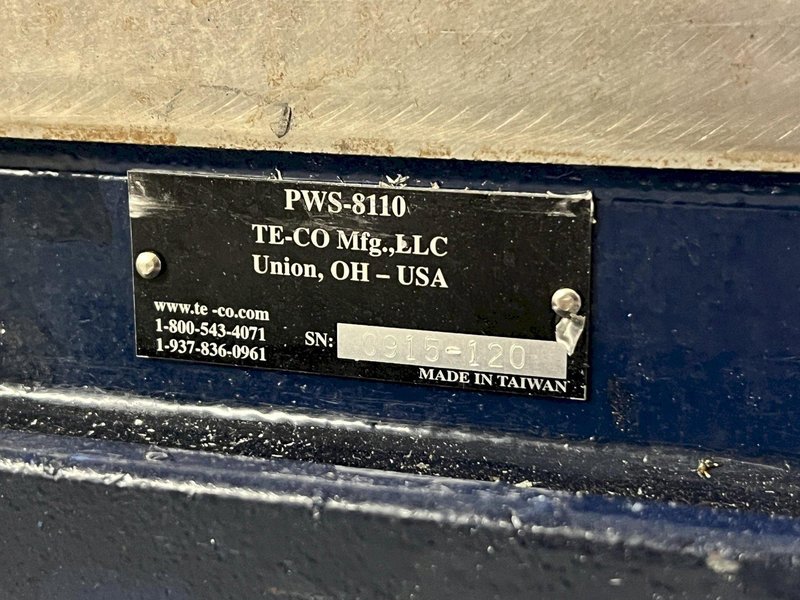 PWS-8110
TE-CO Mfg.,LLC
Union, OH – USA
www.te -co.com
1-800-543-4071
1-937-836-0961
SN: 0915-120
MADE IN TAIWAN